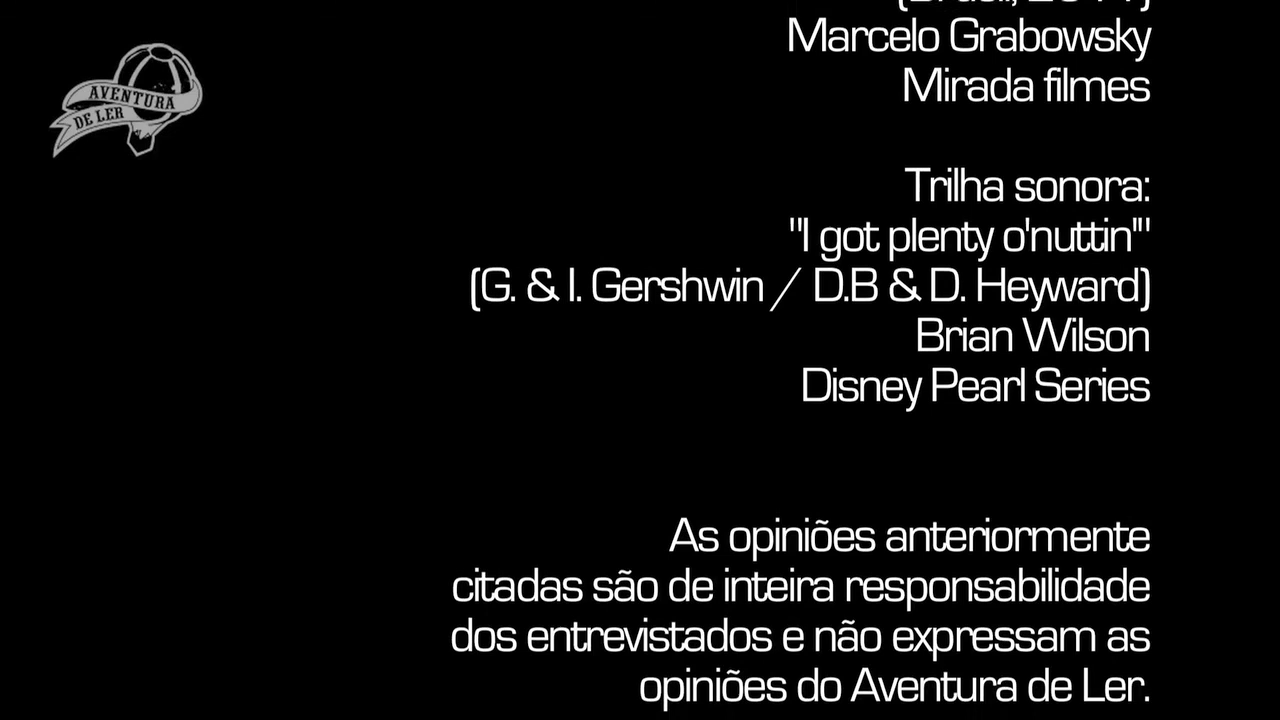 AVENTURA
DE LER
Marcelo Grabowsky
Mirada filmes
Trilha sonora:
"I got plenty o'nuttin'"
(G. & I. Gershwin / D.B & D. Heyward)
Brian Wilson
Disney Pearl Series
As opiniões anteriormente
citadas são de inteira responsabilidade
dos entrevistados e não expressam as
opiniões do Aventura de Ler.